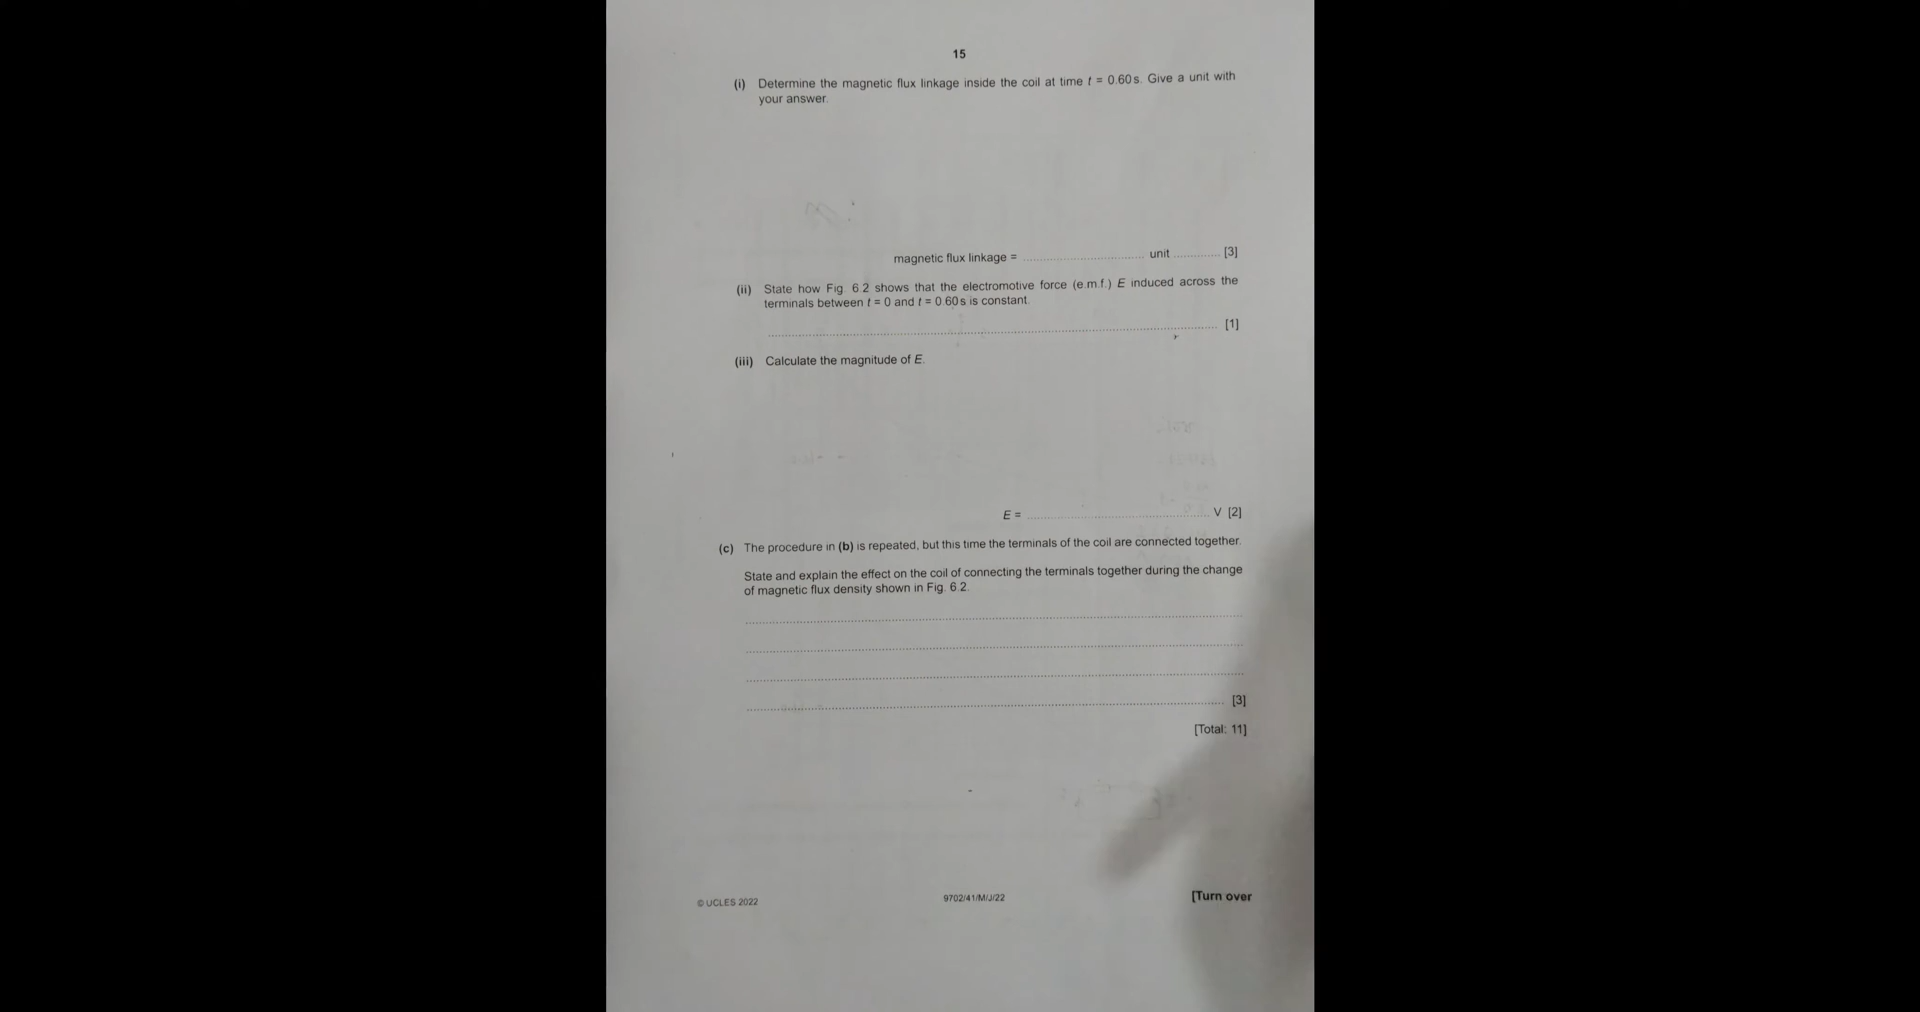 15
(i) Determine the magnetic flux linkage inside the coil at time t = 0.60s. Give a unit with
your answer.
magnetic flux linkage = ........................................ unit .............. [3]
(ii) State how Fig. 6.2 shows that the electromotive force (e.m.f.) E induced across the
terminals between t = 0 and t = 0.60s is constant.
.......................................................................................................................... [1]
(iii) Calculate the magnitude of E.
E = ........................................................ V [2]
(c) The procedure in (b) is repeated, but this time the terminals of the coil are connected together.
State and explain the effect on the coil of connecting the terminals together during the change
of magnetic flux density shown in Fig. 6.2.
..........................................................................................................................................
..........................................................................................................................................
..........................................................................................................................................
.................................................................................................................................... [3]
[Total: 11]
© UCLES 2022
9702/41/M/J/22
[Turn over